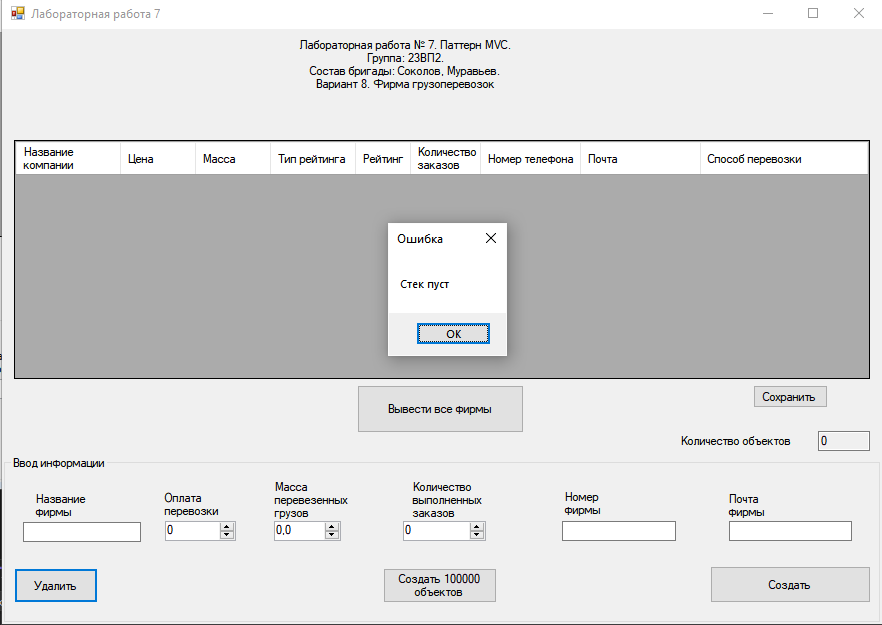 Лабораторная работа 7
Лабораторная работа № 7. Паттерн MVC.
Группа: 23ВП2.
Состав бригады: Соколов, Муравьев.
Вариант 8. Фирма грузоперевозок
Название
компании
Цена
Масса
Тип рейтинга
Рейтинг
Количество
заказов
Номер телефона
Почта
Способ перевозки
Ошибка
Стек пуст
ОК
Вывести все фирмы
Сохранить
Количество объектов
0
Ввод информации
Название
фирмы
Оплата
перевозки
0
Масса
перевезенных
грузов
0,0
Количество
выполненных
заказов
0
Номер
фирмы
Почта
фирмы
Удалить
Создать 100000
объектов
Создать